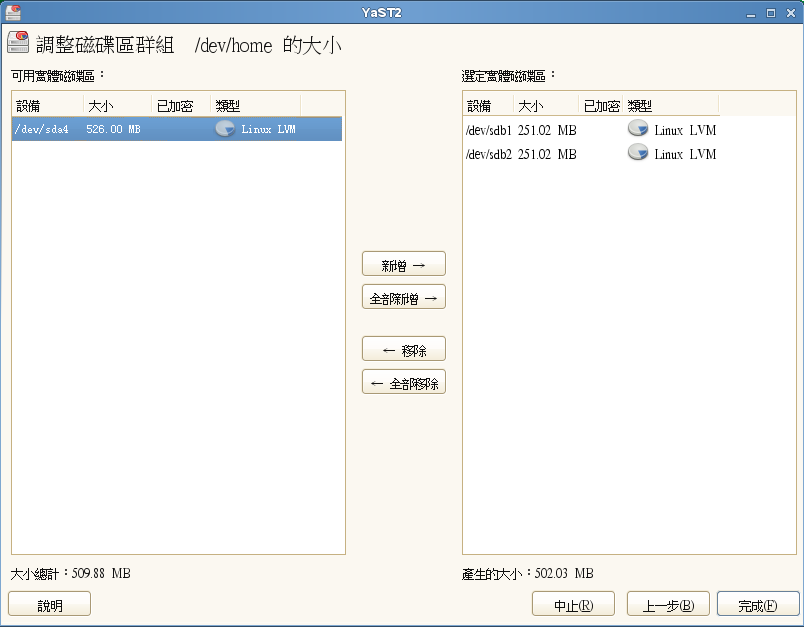 YaST2
調整磁碟區群組 /dev/home 的大小
可用實體磁碟區：
設備 大小 已加密 類型
/dev/sda4 526.00 MB Linux LVM
大小總計：509.88 MB
新增 →
全部新增 →
← 移除
← 全部移除
選定實體磁碟區：
設備 大小 已加密 類型
/dev/sdb1 251.02 MB Linux LVM
/dev/sdb2 251.02 MB Linux LVM
產生的大小：502.03 MB
說明
中止(R) 上一步(B) 完成(F)